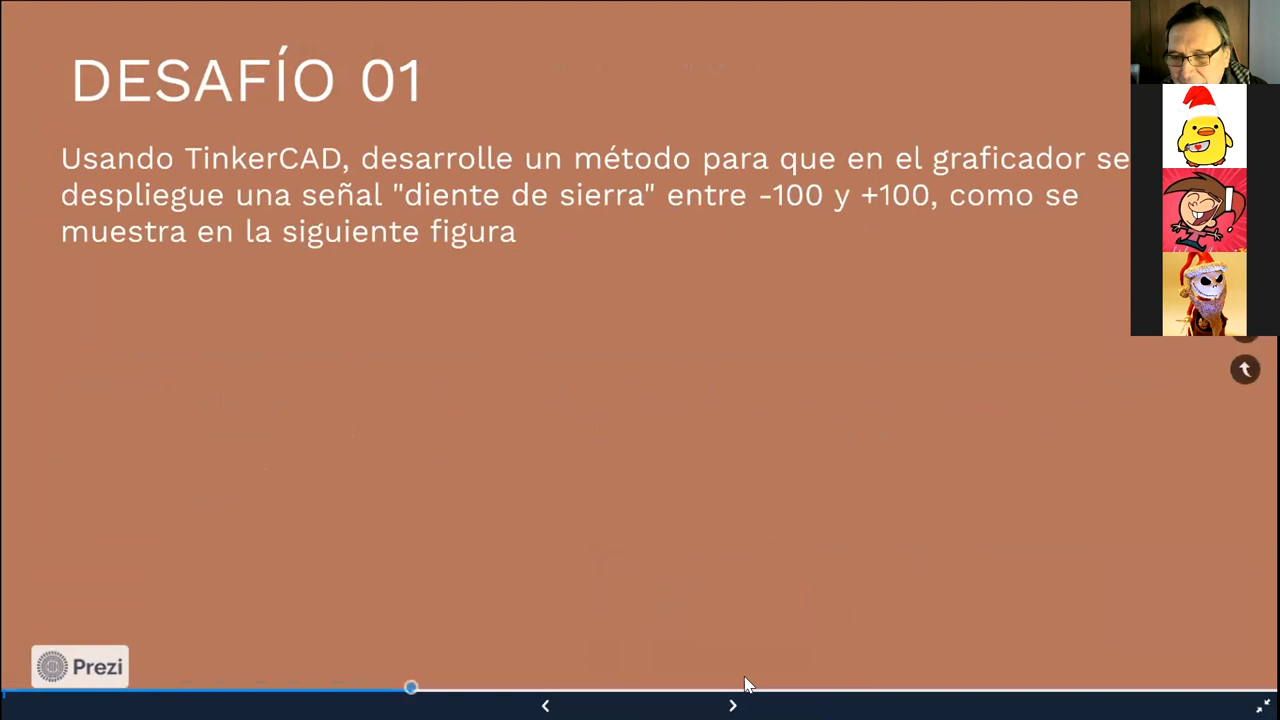 DESAFÍO 01
Usando TinkerCAD, desarrolle un método para que en el graficador se
despliegue una señal "diente de sierra" entre -100 y +100, como se
muestra en la siguiente figura
Prezi